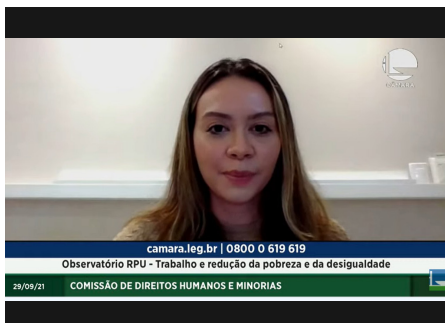 CÂMARA
camara.leg.br | 0800 0 619 619
Observatório RPU - Trabalho e redução da pobreza e da desigualdade
29/09/21 COMISSÃO DE DIREITOS HUMANOS E MINORIAS